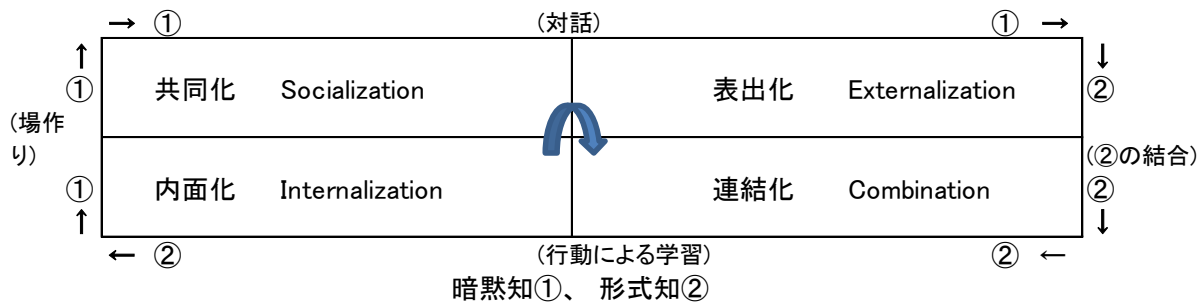 → ① (対話) ① →
↑ ↓
① 共同化 Socialization 表出化 Externalization ②
(場作
り) (②の結合)
① 内面化 Internalization 連結化 Combination ②
↑ ↓
← ② (行動による学習) ② ←
暗黙知①、 形式知②